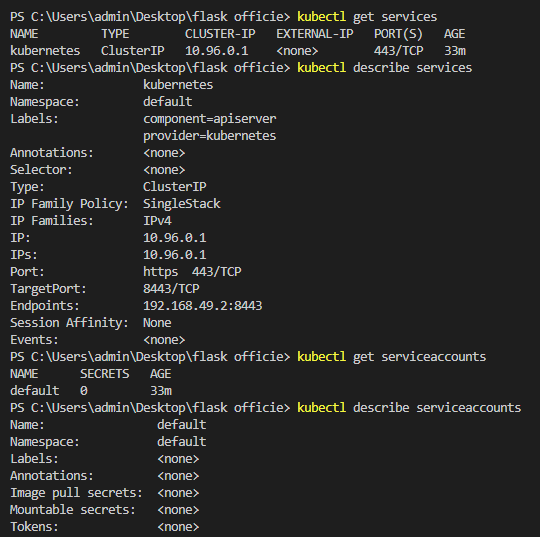 PS C:\Users\admin\Desktop\flask officie> kubectl get services
NAME         TYPE        CLUSTER-IP   EXTERNAL-IP   PORT(S)   AGE
kubernetes   ClusterIP   10.96.0.1    <none>        443/TCP   33m
PS C:\Users\admin\Desktop\flask officie> kubectl describe services
Name:              kubernetes
Namespace:         default
Labels:            component=apiserver
                   provider=kubernetes
Annotations:       <none>
Selector:          <none>
Type:              ClusterIP
IP Family Policy:  SingleStack
IP Families:       IPv4
IP:                10.96.0.1
IPs:               10.96.0.1
Port:              https  443/TCP
TargetPort:        8443/TCP
Endpoints:         192.168.49.2:8443
Session Affinity:  None
Events:            <none>
PS C:\Users\admin\Desktop\flask officie> kubectl get serviceaccounts
NAME      SECRETS   AGE
default   0         33m
PS C:\Users\admin\Desktop\flask officie> kubectl describe serviceaccounts
Name:                default
Namespace:           default
Labels:              <none>
Annotations:         <none>
Image pull secrets:  <none>
Mountable secrets:   <none>
Tokens:              <none>